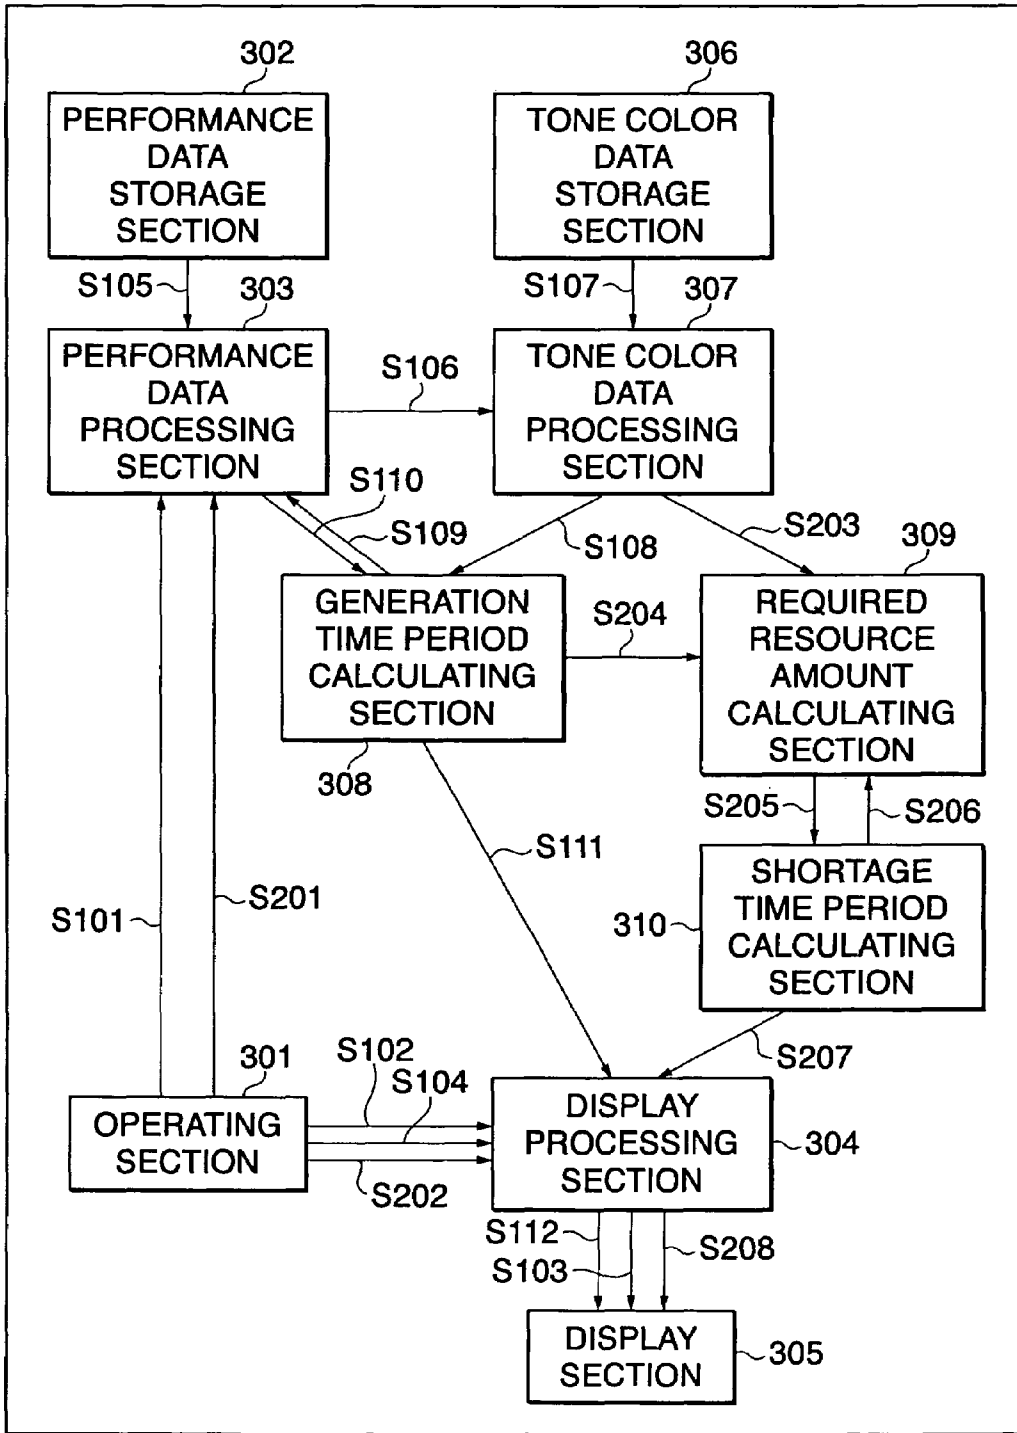 302
306
PERFORMANCE
DATA
STORAGE
SECTION
TONE COLOR
DATA
STORAGE
SECTION
S105
303
S107
307
PERFORMANCE
DATA
PROCESSING
SECTION
S106
TONE COLOR
DATA
PROCESSING
SECTION
S110
S109
S108
S203
309
GENERATION
TIME PERIOD
CALCULATING
SECTION
308
S204
REQUIRED
RESOURCE
AMOUNT
CALCULATING
SECTION
S205
S206
S111
S101
S201
310
SHORTAGE
TIME PERIOD
CALCULATING
SECTION
S207
301
S102
S104
OPERATING
SECTION
S202
DISPLAY
PROCESSING
SECTION
304
S112
S103
S208
DISPLAY
SECTION
305